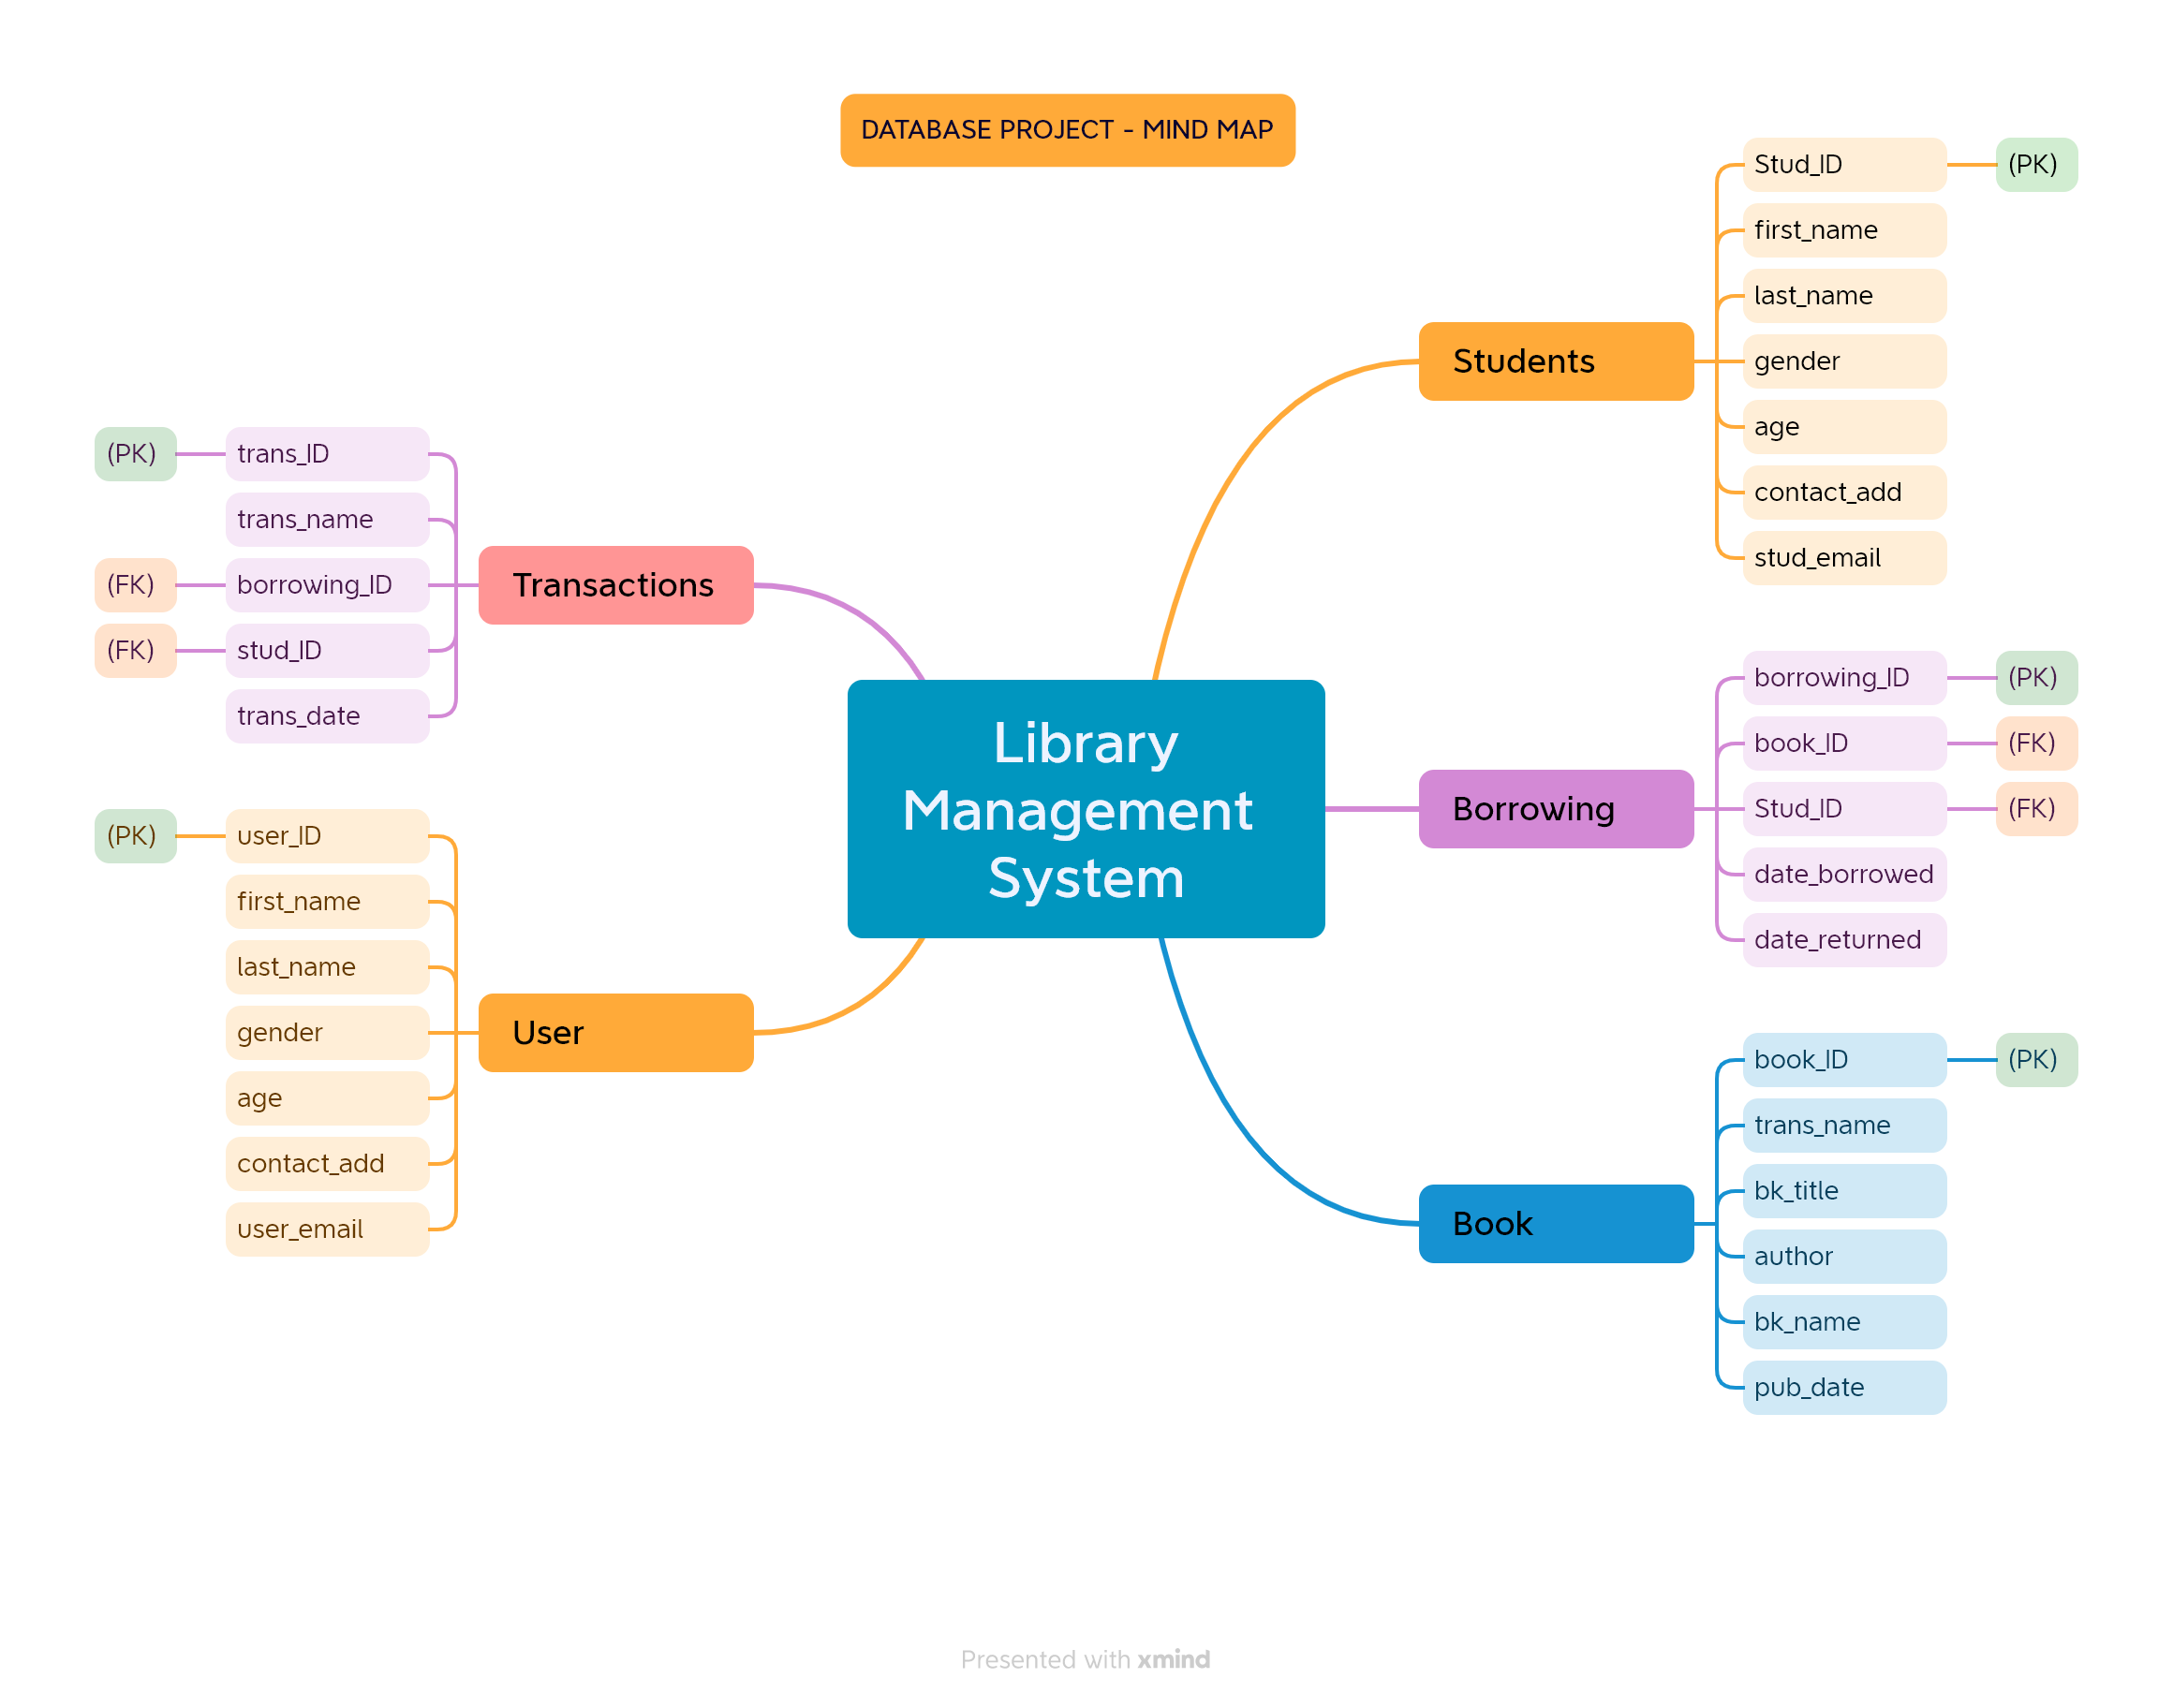 DATABASE PROJECT - MIND MAP
Library
Management
System
Students
Stud_ID
(PK)
first_name
last_name
gender
age
contact_add
stud_email
Borrowing
borrowing_ID
(PK)
book_ID
(FK)
Stud_ID
(FK)
date_borrowed
date_returned
Book
book_ID
(PK)
trans_name
bk_title
author
bk_name
pub_date
Transactions
trans_ID
(PK)
trans_name
borrowing_ID
(FK)
stud_ID
(FK)
trans_date
User
user_ID
(PK)
first_name
last_name
gender
age
contact_add
user_email
Presented with xmind